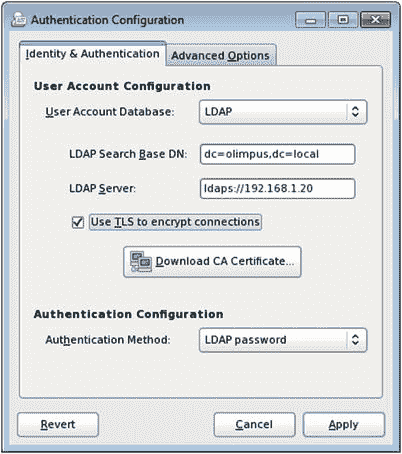 Authentication Configuration
Identity & Authentication
Advanced Options
User Account Configuration
User Account Database: LDAP
LDAP Search Base DN: dc=olimpus,dc=local
LDAP Server: ldaps://192.168.1.20
Use TLS to encrypt connections
Download CA Certificate...
Authentication Configuration
Authentication Method: LDAP password
Revert
Cancel
Apply